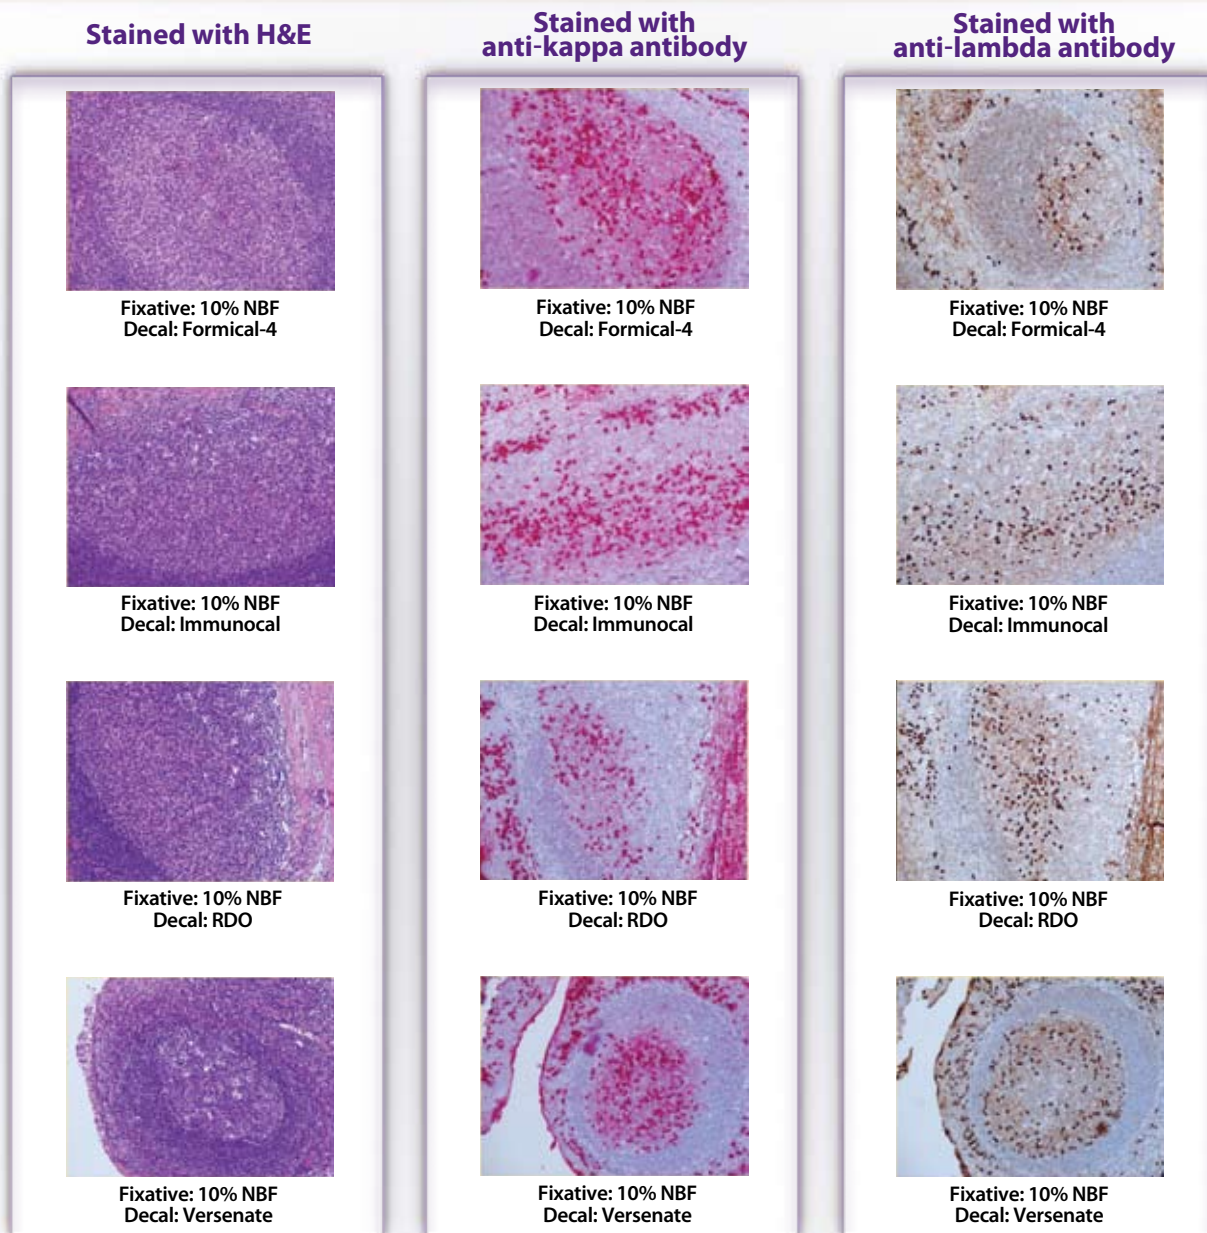 Stained with H&E
Stained with
anti-kappa antibody
Stained with
anti-lambda antibody
Fixative: 10% NBF
Decal: Formical-4
Fixative: 10% NBF
Decal: Formical-4
Fixative: 10% NBF
Decal: Formical-4
Fixative: 10% NBF
Decal: Immunocal
Fixative: 10% NBF
Decal: Immunocal
Fixative: 10% NBF
Decal: Immunocal
Fixative: 10% NBF
Decal: RDO
Fixative: 10% NBF
Decal: RDO
Fixative: 10% NBF
Decal: RDO
Fixative: 10% NBF
Decal: Versenate
Fixative: 10% NBF
Decal: Versenate
Fixative: 10% NBF
Decal: Versenate